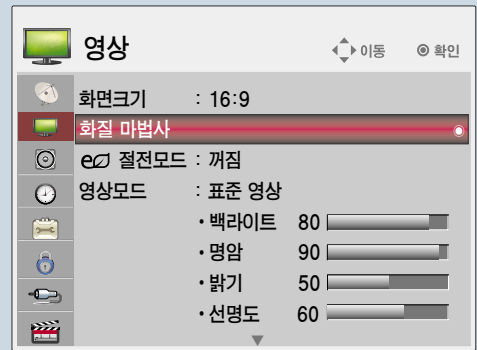 영상 이동 확인
화면크기 : 16:9
화질 마법사
e 절전모드 : 꺼짐
영상모드 : 표준 영상
• 백라이트 80
• 명암 90
• 밝기 50
• 선명도 60